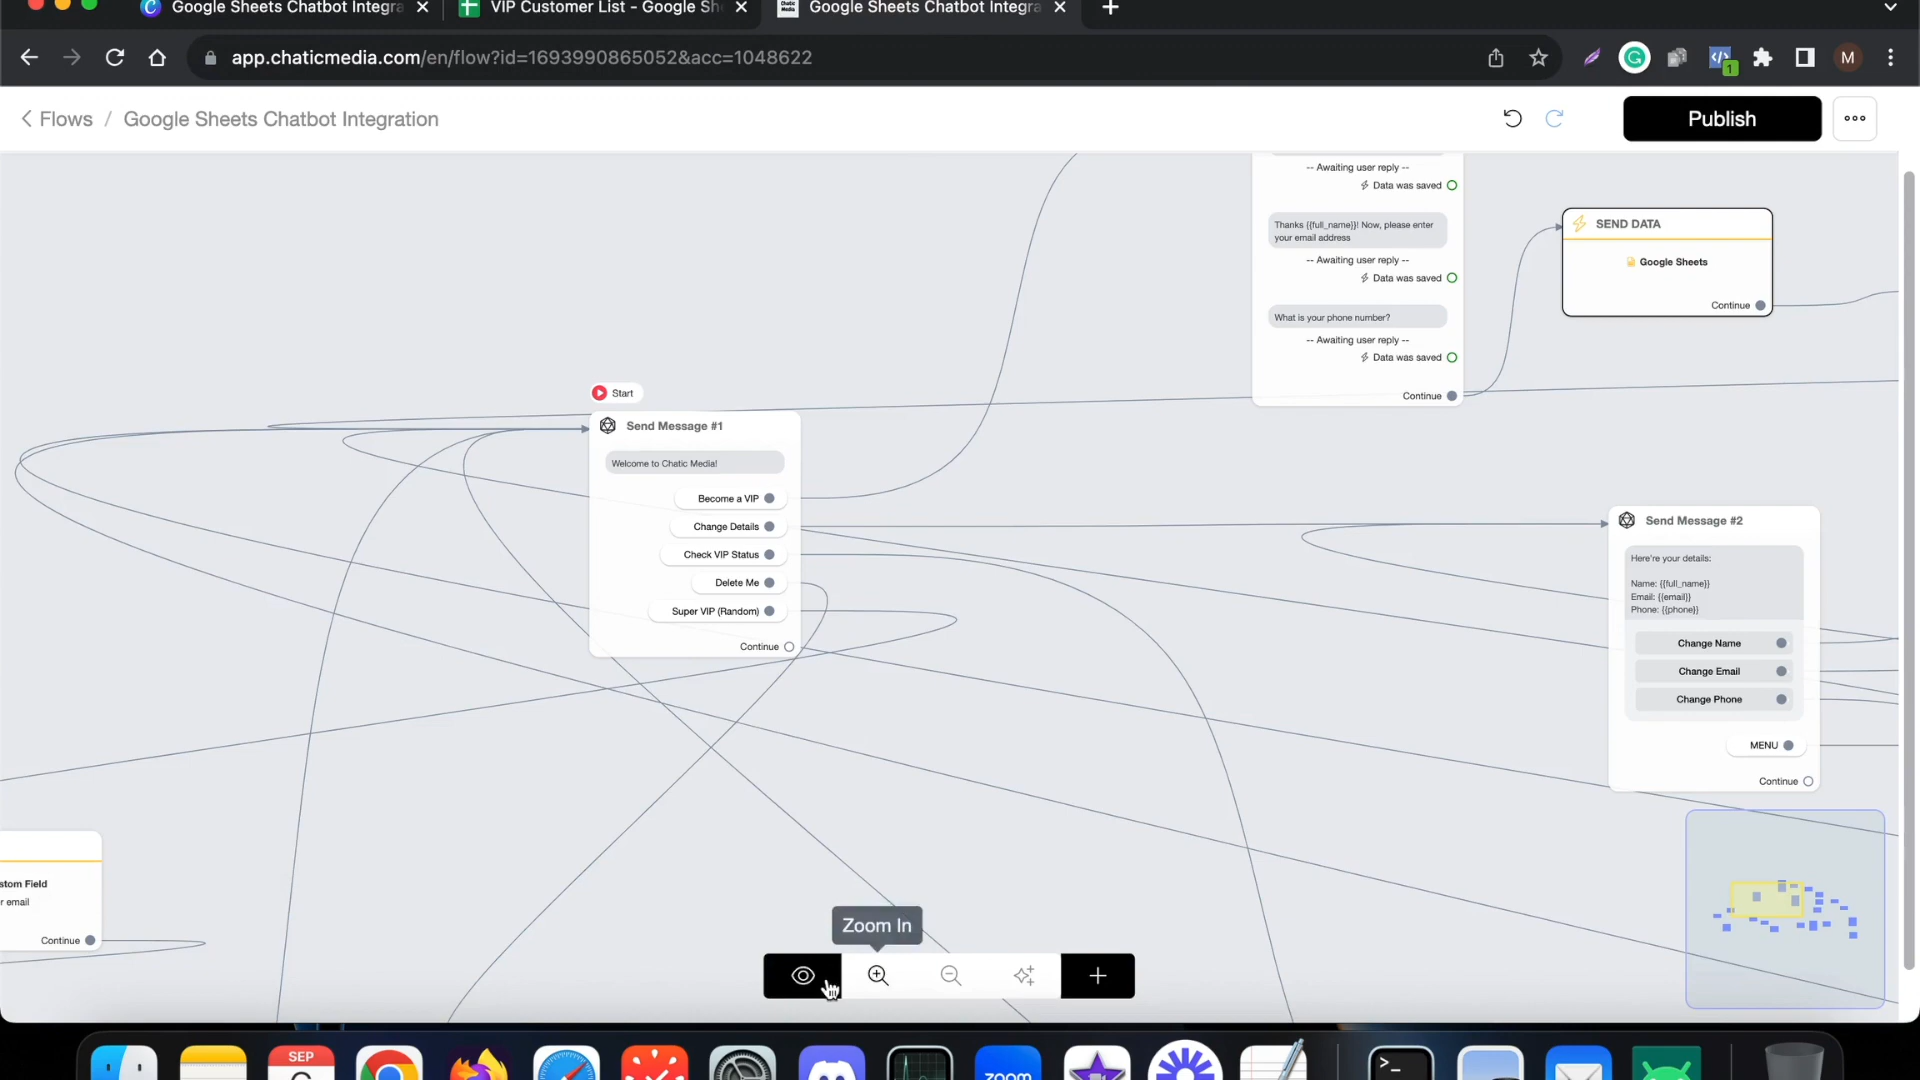 Google Sheets Chatbot Integra
VIP Customer List - Google Sh
Google Sheets Chatbot Integra
app.chaticmedia.com/en/flow?id=1693990865052&acc=1048622
1
M
Flows / Google Sheets Chatbot Integration
Publish
-- Awaiting user reply --
Data was saved
Thanks {{full_name}}! Now, please enter
your email address
-- Awaiting user reply --
Data was saved
What is your phone number?
-- Awaiting user reply --
Data was saved
Continue
SEND DATA
Google Sheets
Continue
Start
Send Message #1
Welcome to Chatic Media!
Become a VIP
Change Details
Check VIP Status
Delete Me
Super VIP (Random)
Continue
Send Message #2
Here're your details:
Name: {{full_name}}
Email: {{email}}
Phone: {{phone}}
Change Name
Change Email
Change Phone
MENU
Continue
stom Field
r email
Continue
Zoom In
SEP
zoom